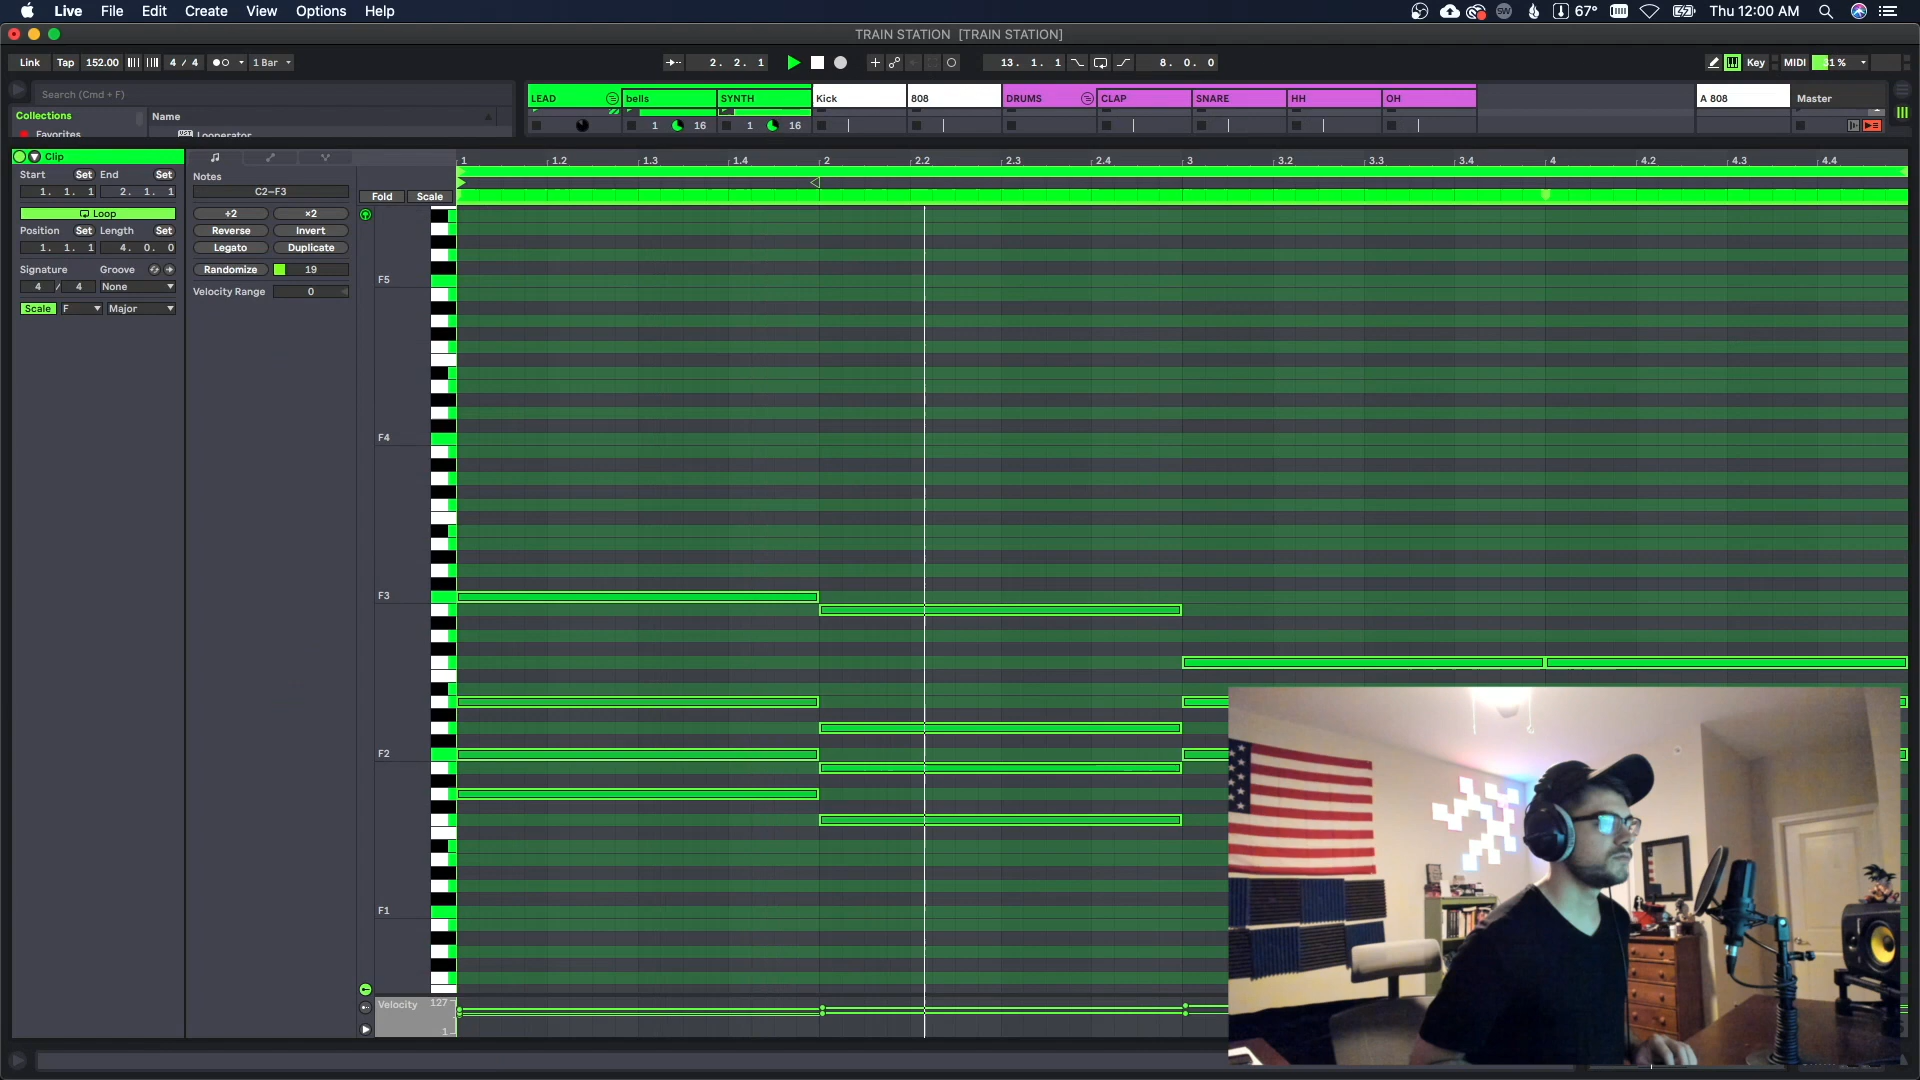 Live File Edit Create View Options Help
67° Thu 12:00 AM
TRAIN STATION [TRAIN STATION]
Link Tap 152.00 4 / 4 1 Bar 2. 2. 1 13. 1. 1 8. 0. 0 Key MIDI 31 %
Search (Cmd + F)
Collections
Favorites
Name
Looperator
LEAD bells SYNTH Kick 808 DRUMS CLAP SNARE HH OH A 808 Master
1 16 1 16
Clip
Start Set End Set
1. 1. 1 2. 1. 1
Loop
Position Set Length Set
1. 1. 1 4. 0. 0
Signature Groove
4 / 4 None
Scale F Major
Notes
C2–F3
+2 ×2
Reverse Invert
Legato Duplicate
Randomize 19
Velocity Range 0
Fold Scale
1 1.2 1.3 1.4 2 2.2 2.3 2.4 3 3.2 3.3 3.4 4 4.2 4.3 4.4
F5
F4
F3
F2
F1
Velocity 127
1